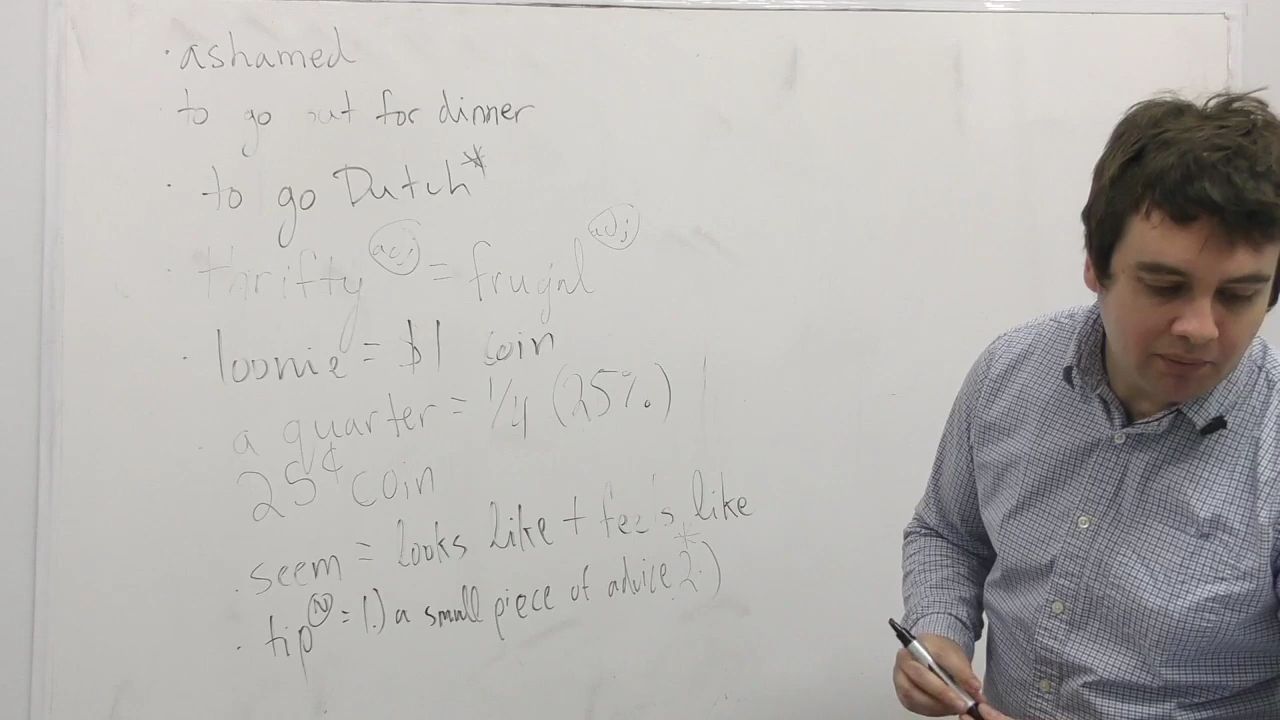 · ashamed
to go out for dinner
· to go Dutch*
· thrifty (adj) = frugal (adj)
· loonie = $1 coin
· a quarter = 1/4 (25%)
25¢ coin
· seem = looks like + feels like
· tip (N) = 1.) a small piece of advice* 2.)